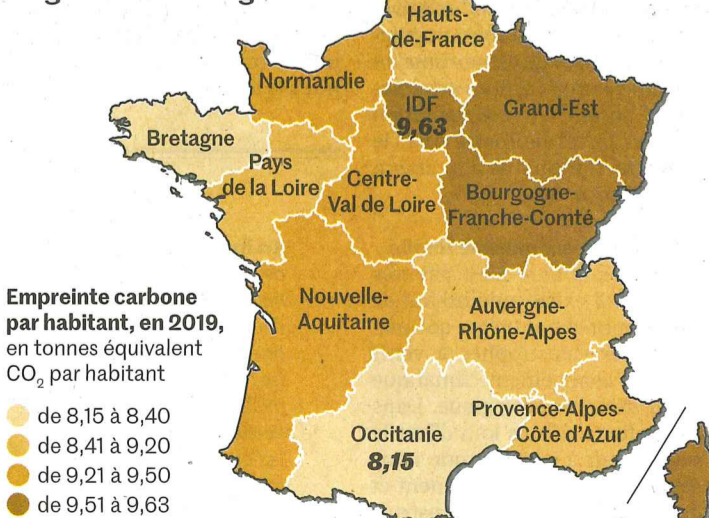 Hauts-
de-France
Normandie
IDF
9,63
Grand-Est
Bretagne
Pays
de la Loire
Centre-
Val de Loire
Bourgogne-
Franche-Comté
Empreinte carbone
par habitant, en 2019,
en tonnes équivalent
CO₂ par habitant
de 8,15 à 8,40
de 8,41 à 9,20
de 9,21 à 9,50
de 9,51 à 9,63
Nouvelle-
Aquitaine
Auvergne-
Rhône-Alpes
Occitanie
8,15
Provence-Alpes-
Côte d'Azur